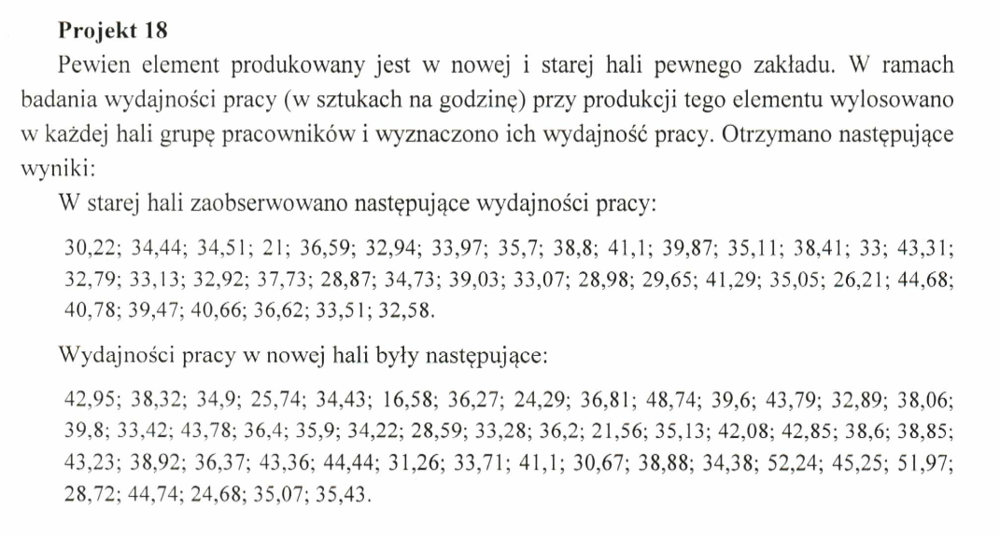 Projekt 18
Pewien element produkowany jest w nowej i starej hali pewnego zakładu. W ramach
badania wydajności pracy (w sztukach na godzinę) przy produkcji tego elementu wylosowano
w każdej hali grupę pracowników i wyznaczono ich wydajność pracy. Otrzymano następujące
wyniki:
W starej hali zaobserwowano następujące wydajności pracy:
30,22; 34,44; 34,51; 21; 36,59; 32,94; 33,97; 35,7; 38,8; 41,1; 39,87; 35,11; 38,41; 33; 43,31;
32,79; 33,13; 32,92; 37,73; 28,87; 34,73; 39,03; 33,07; 28,98; 29,65; 41,29; 35,05; 26,21; 44,68;
40,78; 39,47; 40,66; 36,62; 33,51; 32,58.
Wydajności pracy w nowej hali były następujące:
42,95; 38,32; 34,9; 25,74; 34,43; 16,58; 36,27; 24,29; 36,81; 48,74; 39,6; 43,79; 32,89; 38,06;
39,8; 33,42; 43,78; 36,4; 35,9; 34,22; 28,59; 33,28; 36,2; 21,56; 35,13; 42,08; 42,85; 38,6; 38,85;
43,23; 38,92; 36,37; 43,36; 44,44; 31,26; 33,71; 41,1; 30,67; 38,88; 34,38; 52,24; 45,25; 51,97;
28,72; 44,74; 24,68; 35,07; 35,43.